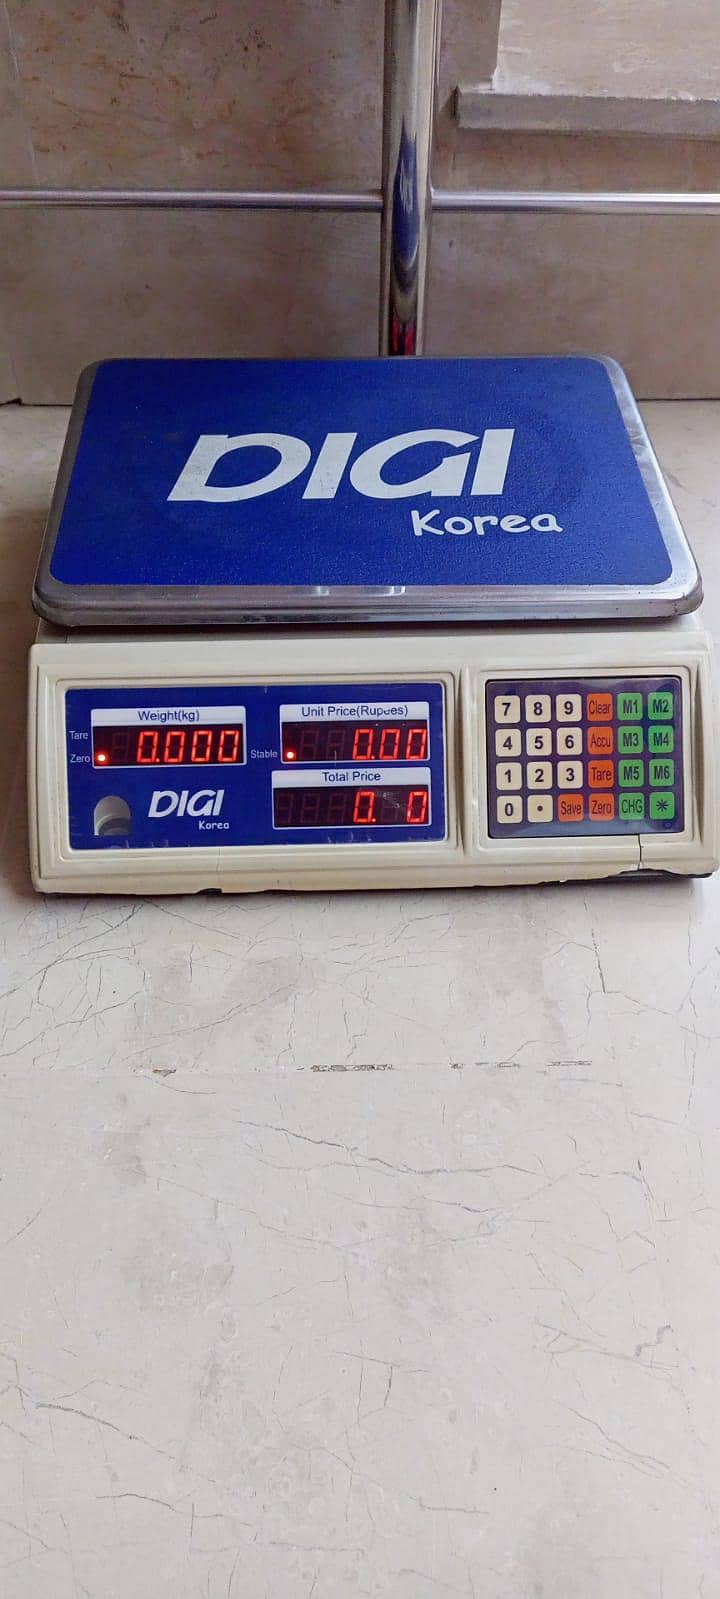 DIGI
Korea
Weight(kg)
Unit Price(Rupees)
Tare
Zero
0.000
Stable
0.00
Total Price
0. 0
DIGI
Korea
7 8 9 Clear M1 M2
4 5 6 Accu M3 M4
1 2 3 Tare M5 M6
0 • Save Zero CHG *